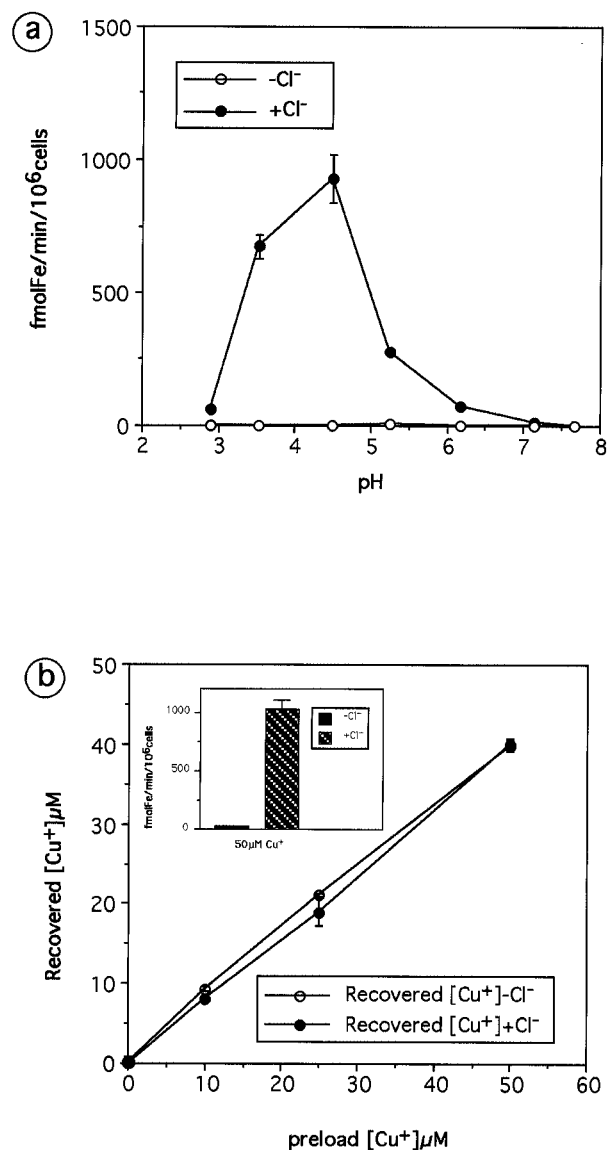 a
1500
1000
500
0
fmolFe/min/10⁶cells
-Cl⁻
+Cl⁻
2 3 4 5 6 7 8
pH
b
50
40
30
20
10
0
Recovered [Cu⁺]µM
1000
500
0
fmolFe/min/10⁶cells
-Cl⁻
+Cl⁻
50µM Cu⁺
Recovered [Cu⁺]-Cl⁻
Recovered [Cu⁺]+Cl⁻
0 10 20 30 40 50 60
preload [Cu⁺]µM